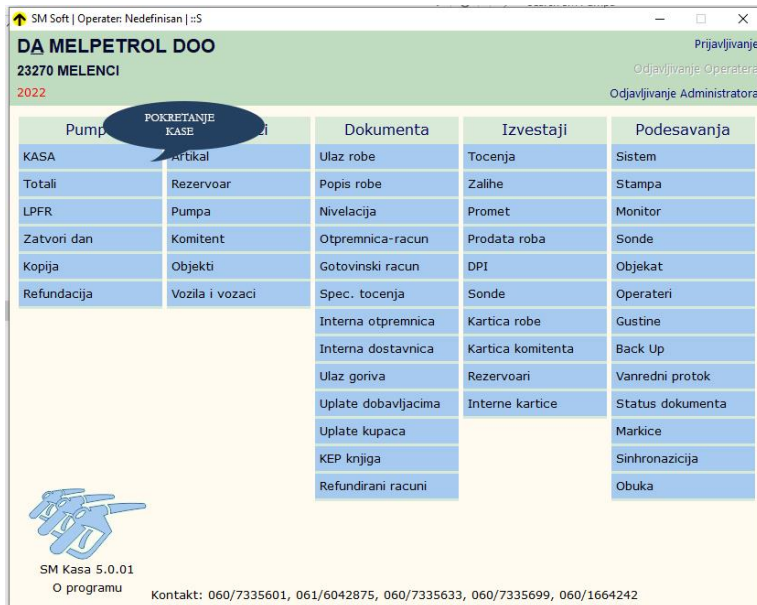 SM Soft | Operater: Nedefinisan | ::S
DA MELPETROL DOO
Prijavljivanje
23270 MELENCI
Odjavljivanje Operatera
2022
Odjavljivanje Administratora
POKRETANJE
KASE
Dokumenta
Izvestaji
Podesavanja
KASA
Artikal
Ulaz robe
Tocenja
Sistem
Totali
Rezervoar
Popis robe
Zalihe
Stampa
LPFR
Pumpa
Nivelacija
Promet
Monitor
Zatvori dan
Komitent
Otpremnica-racun
Prodata roba
Sonde
Kopija
Objekti
Gotovinski racun
DPI
Objekat
Refundacija
Vozila i vozaci
Spec. tocenja
Sonde
Operateri
Interna otpremnica
Kartica robe
Gustine
Interna dostavnica
Kartica komitenta
Back Up
Ulaz goriva
Rezervoari
Vanredni protok
Uplate dobavljacima
Interne kartice
Status dokumenta
Uplate kupaca
Markice
KEP knjiga
Sinhronazicija
Refundirani racuni
Obuka
SM Kasa 5.0.01
O programu
Kontakt: 060/7335601, 061/6042875, 060/7335633, 060/7335699, 060/1664242